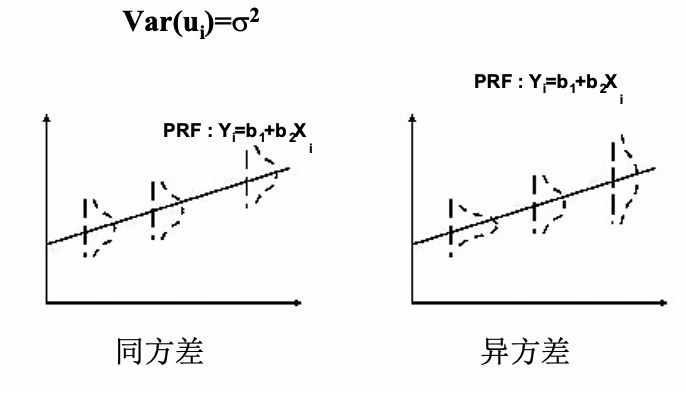 Var(uᵢ)=σ²
PRF : Yᵢ=b₁+b₂Xᵢ
PRF : Yᵢ=b₁+b₂Xᵢ
同方差
异方差